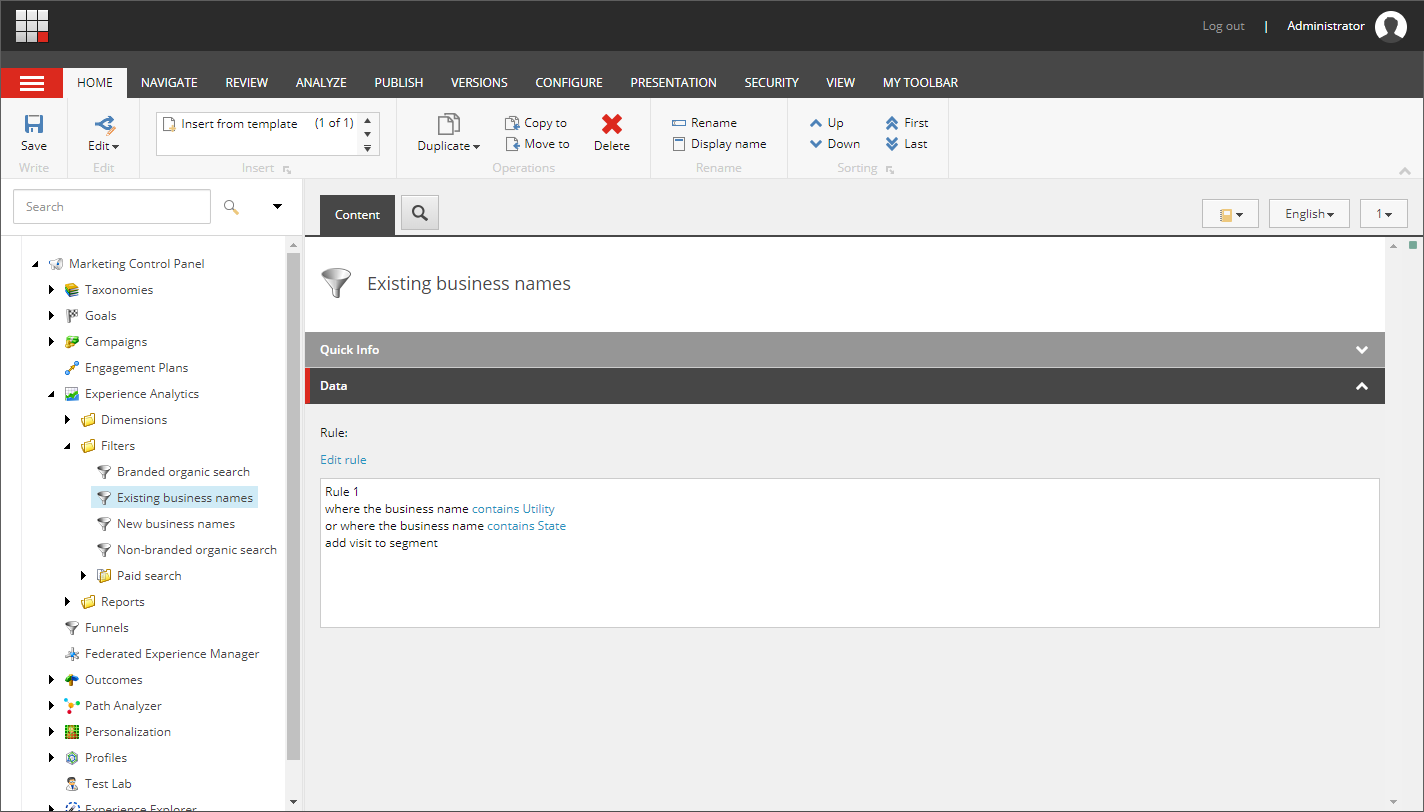 Log out | Administrator
HOME NAVIGATE REVIEW ANALYZE PUBLISH VERSIONS CONFIGURE PRESENTATION SECURITY VIEW MY TOOLBAR
Save
Write
Edit
Edit
Insert from template (1 of 1)
Insert
Duplicate
Copy to
Move to
Delete
Operations
Rename
Display name
Rename
Up
Down
First
Last
Sorting
Search
Marketing Control Panel
Taxonomies
Goals
Campaigns
Engagement Plans
Experience Analytics
Dimensions
Filters
Branded organic search
Existing business names
New business names
Non-branded organic search
Paid search
Reports
Funnels
Federated Experience Manager
Outcomes
Path Analyzer
Personalization
Profiles
Test Lab
Experience Explorer
Content
English
1
Existing business names
Quick Info
Data
Rule:
Edit rule
Rule 1
where the business name contains Utility
or where the business name contains State
add visit to segment